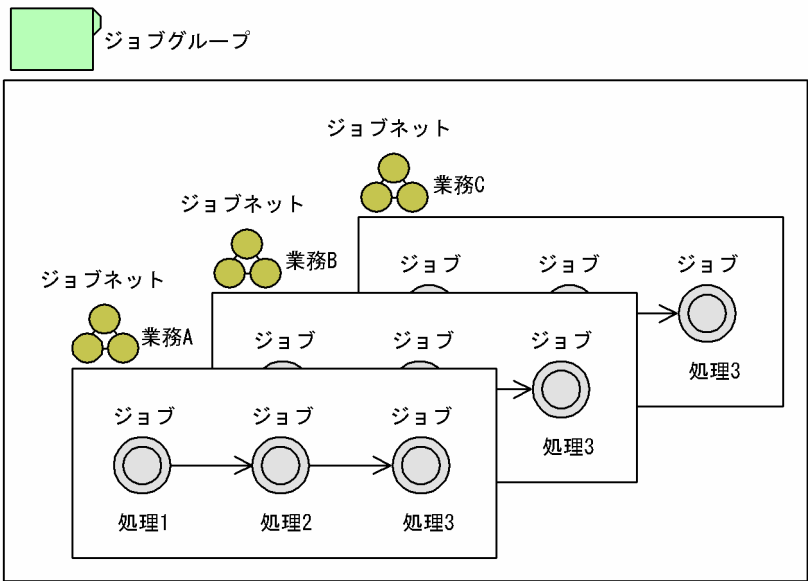 ジョブグループ
ジョブネット
業務C
ジョブネット
業務B
ジョブ ジョブ ジョブ
ジョブネット
業務A
ジョブ ジョブ ジョブ
処理3
ジョブ ジョブ ジョブ
処理3
処理1 処理2 処理3